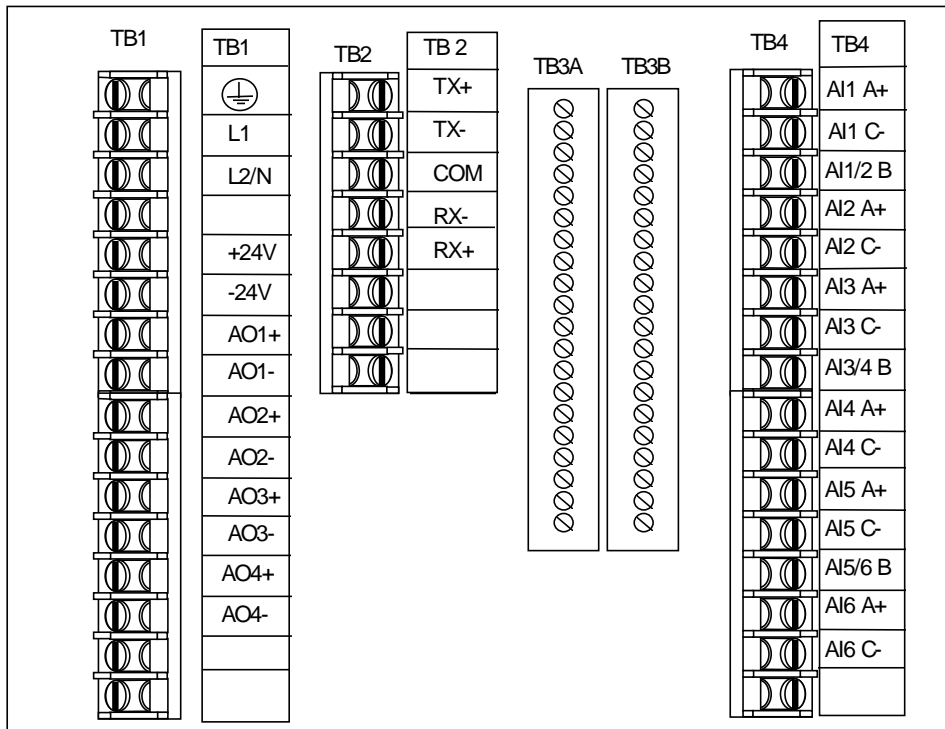 TB1
TB1
L1
L2/N
+24V
-24V
AO1+
AO1-
AO2+
AO2-
AO3+
AO3-
AO4+
AO4-
TB2
TB 2
TX+
TX-
COM
RX-
RX+
TB3A
TB3B
TB4
TB4
AI1 A+
AI1 C-
AI1/2 B
AI2 A+
AI2 C-
AI3 A+
AI3 C-
AI3/4 B
AI4 A+
AI4 C-
AI5 A+
AI5 C-
AI5/6 B
AI6 A+
AI6 C-